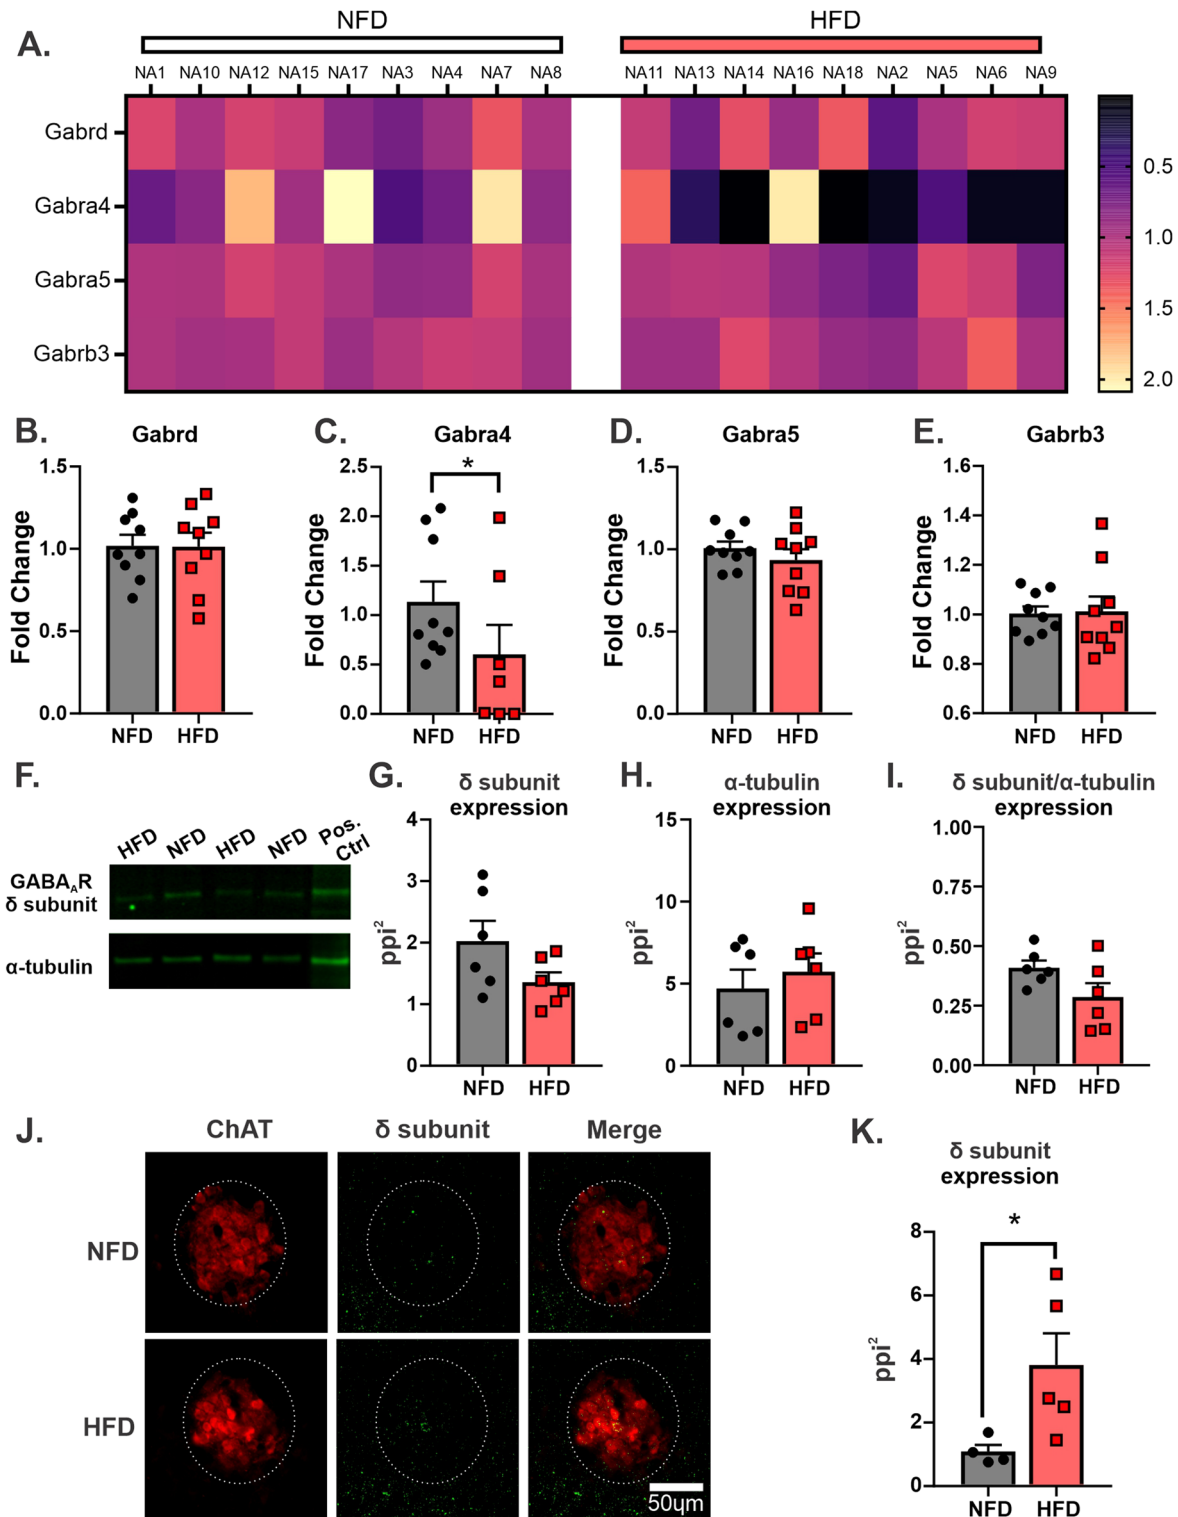 A.
NFD
HFD
NA1 NA10 NA12 NA15 NA17 NA3 NA4 NA7 NA8 NA11 NA13 NA14 NA16 NA18 NA2 NA5 NA6 NA9
Gabrd
Gabra4
Gabra5
Gabrb3
0.5
1.0
1.5
2.0
B.
Gabrd
Fold Change
1.5
1.0
0.5
0.0
NFD HFD
C.
Gabra4
Fold Change
2.5
2.0
1.5
1.0
0.5
0.0
*
NFD HFD
D.
Gabra5
Fold Change
1.5
1.0
0.5
0.0
NFD HFD
E.
Gabrb3
Fold Change
1.6
1.4
1.2
1.0
0.8
0.6
NFD HFD
F.
HFD NFD HFD NFD Pos.
Ctrl
GABA_AR
δ subunit
α-tubulin
G.
δ subunit
expression
ppi²
4
3
2
1
0
NFD HFD
H.
α-tubulin
expression
ppi²
15
10
5
0
NFD HFD
I.
δ subunit/α-tubulin
expression
1.00
0.75
0.50
0.25
0.00
NFD HFD
J.
ChAT δ subunit Merge
NFD
HFD
50μm
K.
δ subunit
expression
ppi²
8
6
4
2
0
*
NFD HFD